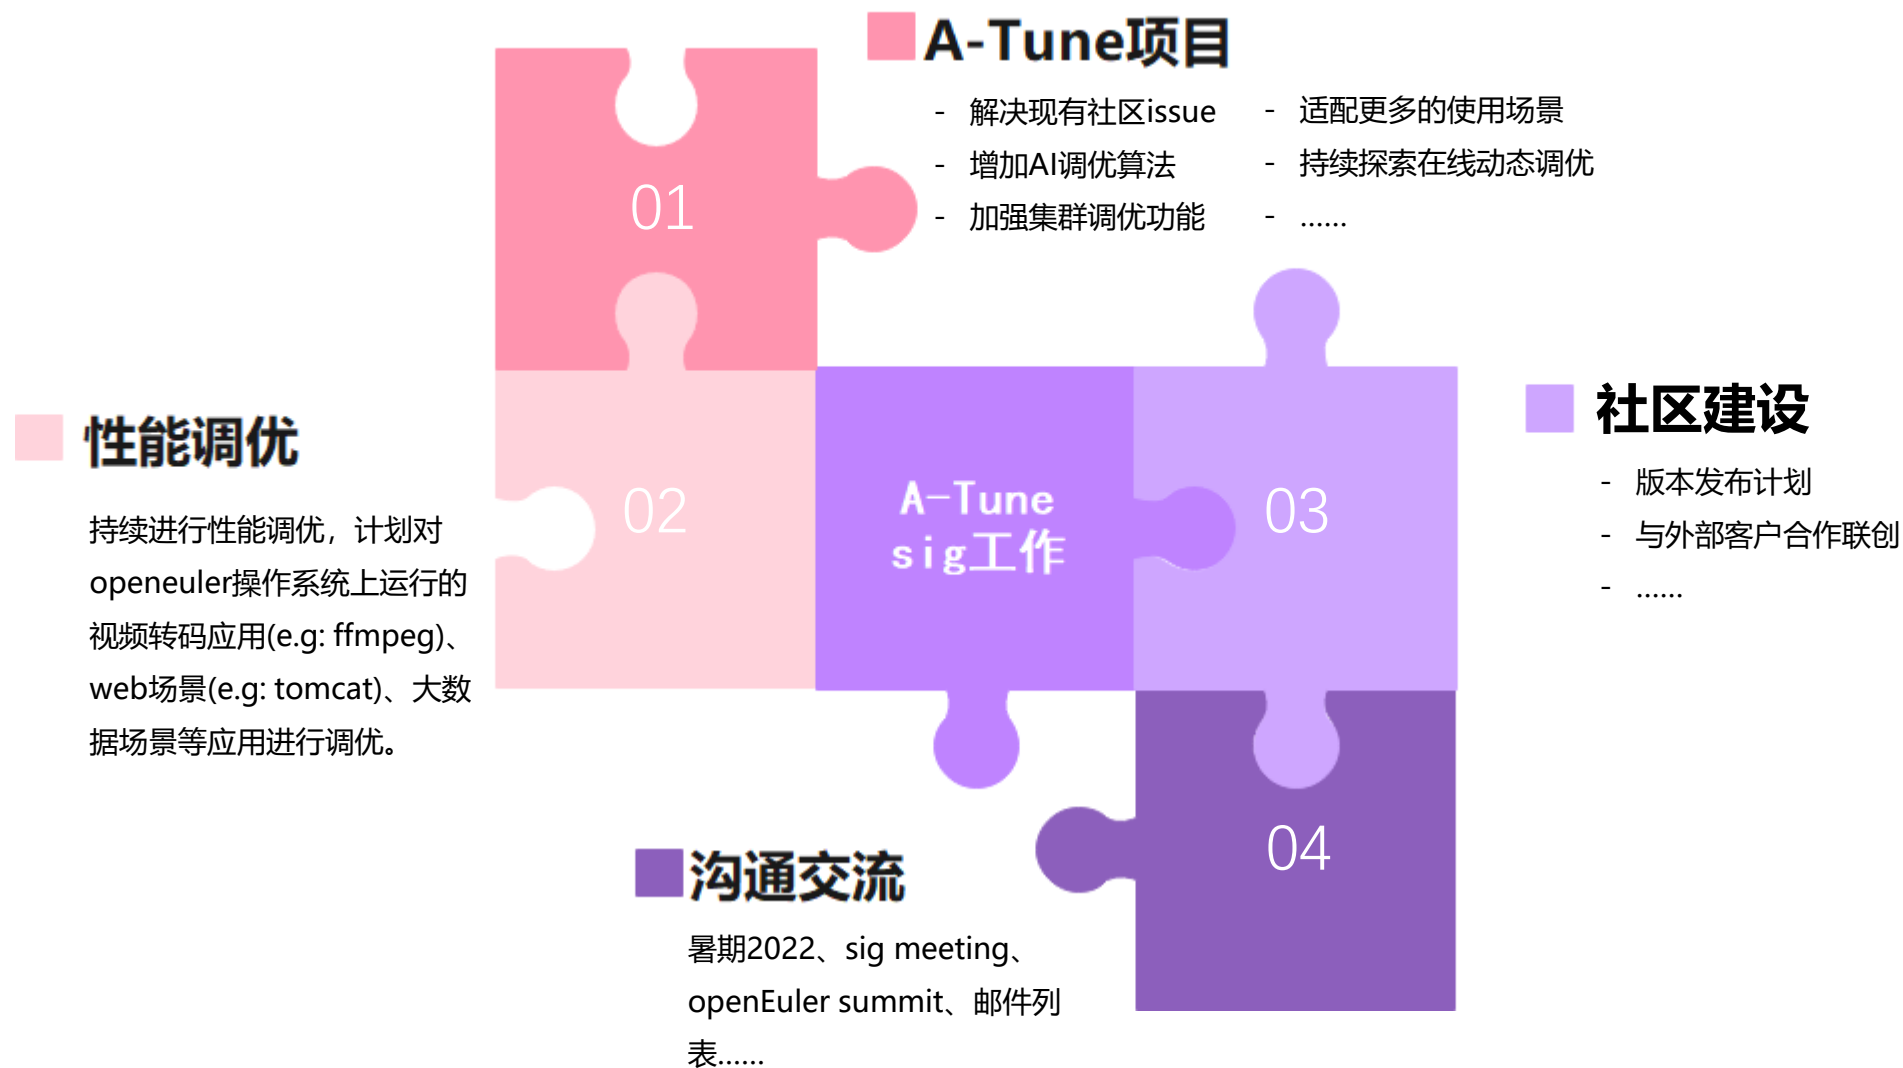 A-Tune项目
- 解决现有社区issue
- 增加AI调优算法
- 加强集群调优功能
- 适配更多的使用场景
- 持续探索在线动态调优
- ......
01
性能调优
持续进行性能调优，计划对
openeuler操作系统上运行的
视频转码应用(e.g: ffmpeg)、
web场景(e.g: tomcat)、大数
据场景等应用进行调优。
02
A-Tune
sig工作
03
社区建设
- 版本发布计划
- 与外部客户合作联创
- ......
04
沟通交流
暑期2022、sig meeting、
openEuler summit、邮件列
表......